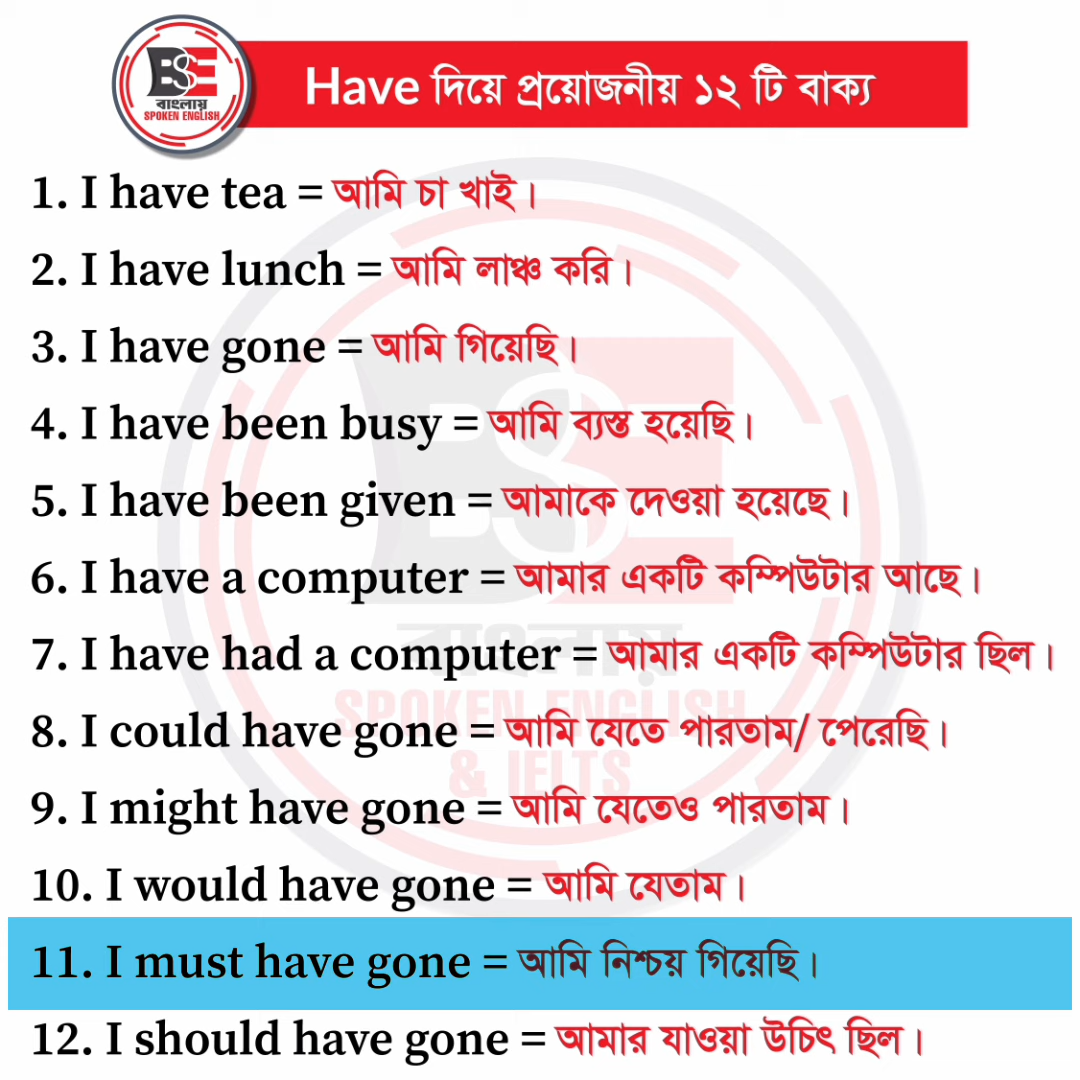 BSE
বাংলায়
SPOKEN ENGLISH
Have দিয়ে প্রয়োজনীয় ১২ টি বাক্য
1. I have tea = আমি চা খাই।
2. I have lunch = আমি লাঞ্চ করি।
3. I have gone = আমি গিয়েছি।
4. I have been busy = আমি ব্যস্ত হয়েছি।
5. I have been given = আমাকে দেওয়া হয়েছে।
6. I have a computer = আমার একটি কম্পিউটার আছে।
7. I have had a computer = আমার একটি কম্পিউটার ছিল।
8. I could have gone = আমি যেতে পারতাম/ পেরেছি।
9. I might have gone = আমি যেতেও পারতাম।
10. I would have gone = আমি যেতাম।
11. I must have gone = আমি নিশ্চয় গিয়েছি।
12. I should have gone = আমার যাওয়া উচিৎ ছিল।
BSE
বাংলায়
SPOKEN ENGLISH
& IELTS